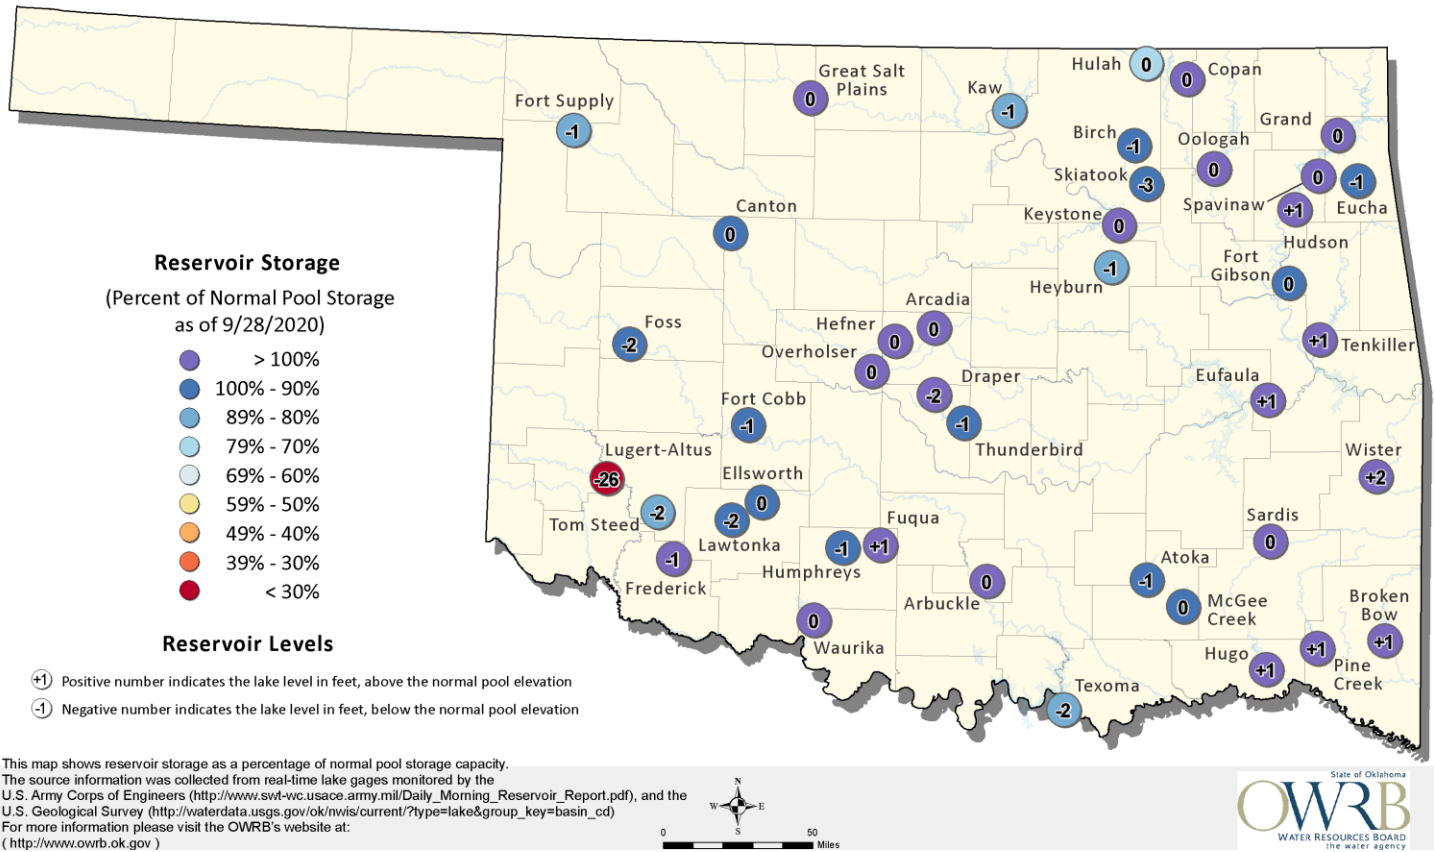 Hulah
0
Copan
0
Great Salt
Plains
0
Kaw
-1
Fort Supply
-1
Grand
0
Birch
-1
Oologah
0
Skiatook
-3
Spavinaw
0
Eucha
-1
Hudson
+1
Canton
0
Keystone
0
Heyburn
-1
Fort
Gibson
0
Reservoir Storage
(Percent of Normal Pool Storage
as of 9/28/2020)
> 100%
100% - 90%
89% - 80%
79% - 70%
69% - 60%
59% - 50%
49% - 40%
39% - 30%
< 30%
Foss
-2
Arcadia
0
Hefner
0
Overholser
0
Tenkiller
+1
Draper
-2
Eufaula
+1
Fort Cobb
-1
Thunderbird
-1
Lugert-Altus
-26
Ellsworth
0
Wister
+2
Tom Steed
-2
Lawtonka
-2
Fuqua
+1
Sardis
0
Humphreys
-1
Frederick
-1
Arbuckle
0
Atoka
-1
McGee
Creek
0
Broken
Bow
+1
Waurika
0
Hugo
+1
Pine
Creek
+1
Texoma
-2
Reservoir Levels
+1 Positive number indicates the lake level in feet, above the normal pool elevation
-1 Negative number indicates the lake level in feet, below the normal pool elevation
This map shows reservoir storage as a percentage of normal pool storage capacity.
The source information was collected from real-time lake gages monitored by the
U.S. Army Corps of Engineers (http://www.swt-wc.usace.army.mil/Daily_Morning_Reservoir_Report.pdf), and the
U.S. Geological Survey (http://waterdata.usgs.gov/ok/nwis/current/?type=lake&group_key=basin_cd)
For more information please visit the OWRB's website at:
( http://www.owrb.ok.gov )
N
W
E
S
0
50
Miles
State of Oklahoma
OWRB
WATER RESOURCES BOARD
the water agency